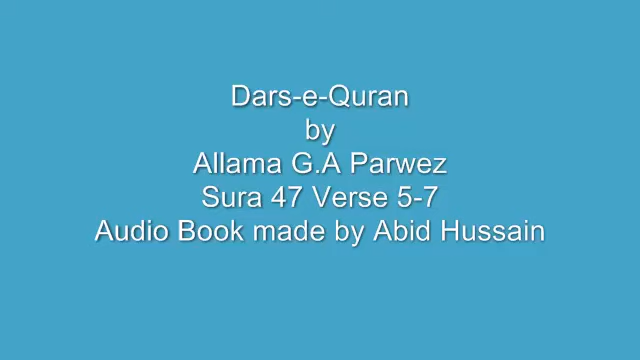 Dars-e-Quran
by
Allama G.A Parwez
Sura 47 Verse 5-7
Audio Book made by Abid Hussain